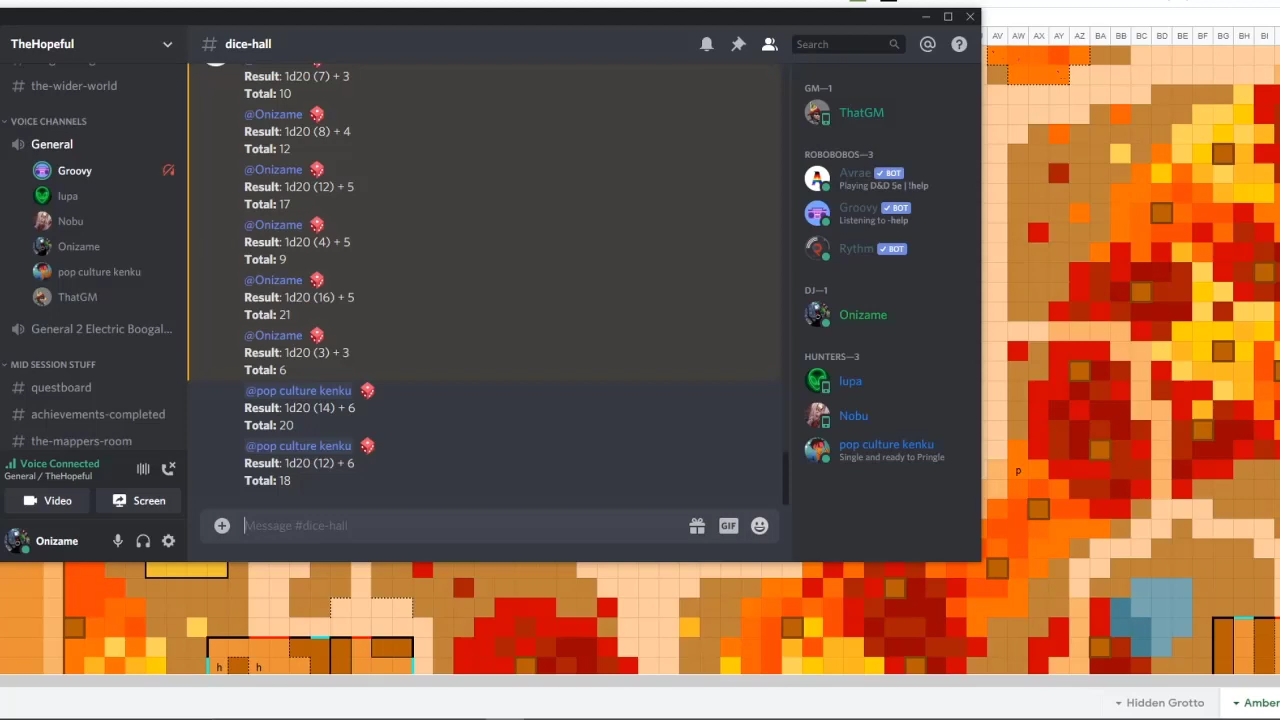 TheHopeful
the-wider-world
VOICE CHANNELS
General
Groovy
lupa
Nobu
Onizame
pop culture kenku
ThatGM
General 2 Electric Boogal...
MID SESSION STUFF
questboard
achievements-completed
the-mappers-room
Voice Connected
General / TheHopeful
Video
Screen
Onizame
# dice-hall
Search
Result: 1d20 (7) + 3
Total: 10
@Onizame
Result: 1d20 (8) + 4
Total: 12
@Onizame
Result: 1d20 (12) + 5
Total: 17
@Onizame
Result: 1d20 (4) + 5
Total: 9
@Onizame
Result: 1d20 (16) + 5
Total: 21
@Onizame
Result: 1d20 (3) + 3
Total: 6
@pop culture kenku
Result: 1d20 (14) + 6
Total: 20
@pop culture kenku
Result: 1d20 (12) + 6
Total: 18
Message #dice-hall
GIF
GM—1
ThatGM
ROBOBOBOS—3
Avrae BOT
Playing D&D 5e | !help
Groovy BOT
Listening to -help
Rythm BOT
DJ—1
Onizame
HUNTERS—3
lupa
Nobu
pop culture kenku
Single and ready to Pringle
AV AW AX AY AZ BA BB BC BD BE BF BG BH BI
p
h h
Hidden Grotto
Amber